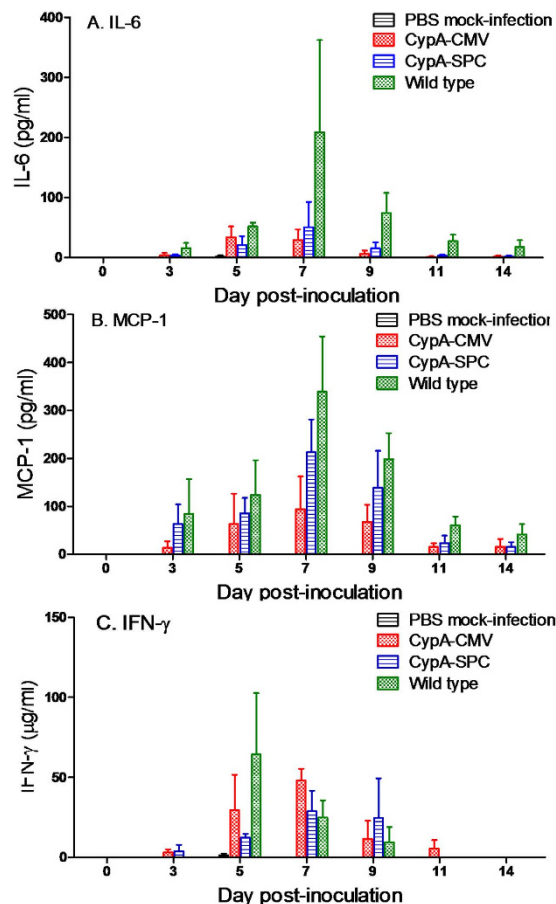 A. IL-6
PBS mock-infection
CypA-CMV
CypA-SPC
Wild type
IL-6 (pg/ml)
400
300
200
100
0
0 3 5 7 9 11 14
Day post-inoculation
B. MCP-1
PBS mock-infection
CypA-CMV
CypA-SPC
Wild type
MCP-1 (pg/ml)
500
400
300
200
100
0
0 3 5 7 9 11 14
Day post-inoculation
C. IFN-γ
PBS mock-infection
CypA-CMV
CypA-SPC
Wild type
IFN-γ (µg/ml)
150
100
50
0
0 3 5 7 9 11 14
Day post-inoculation